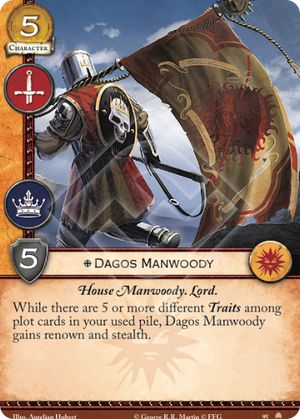 5
CHARACTER
5
DAGOS MANWOODY
House Manwoody. Lord.
While there are 5 or more different Traits among
plot cards in your used pile, Dagos Manwoody
gains renown and stealth.
Illus. Aurelien Hubert © George R.R. Martin © FFG